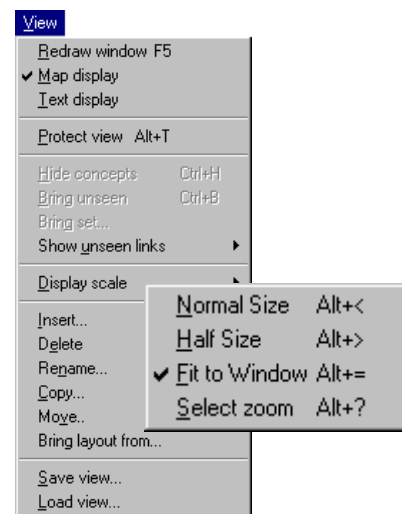 View
Redraw window F5
Map display
Text display
Protect view Alt+T
Hide concepts Ctrl+H
Bring unseen Ctrl+B
Bring set...
Show unseen links
Display scale
Normal Size Alt+<
Half Size Alt+>
Fit to Window Alt+=
Select zoom Alt+?
Insert...
Delete
Rename...
Copy...
Move..
Bring layout from...
Save view...
Load view...